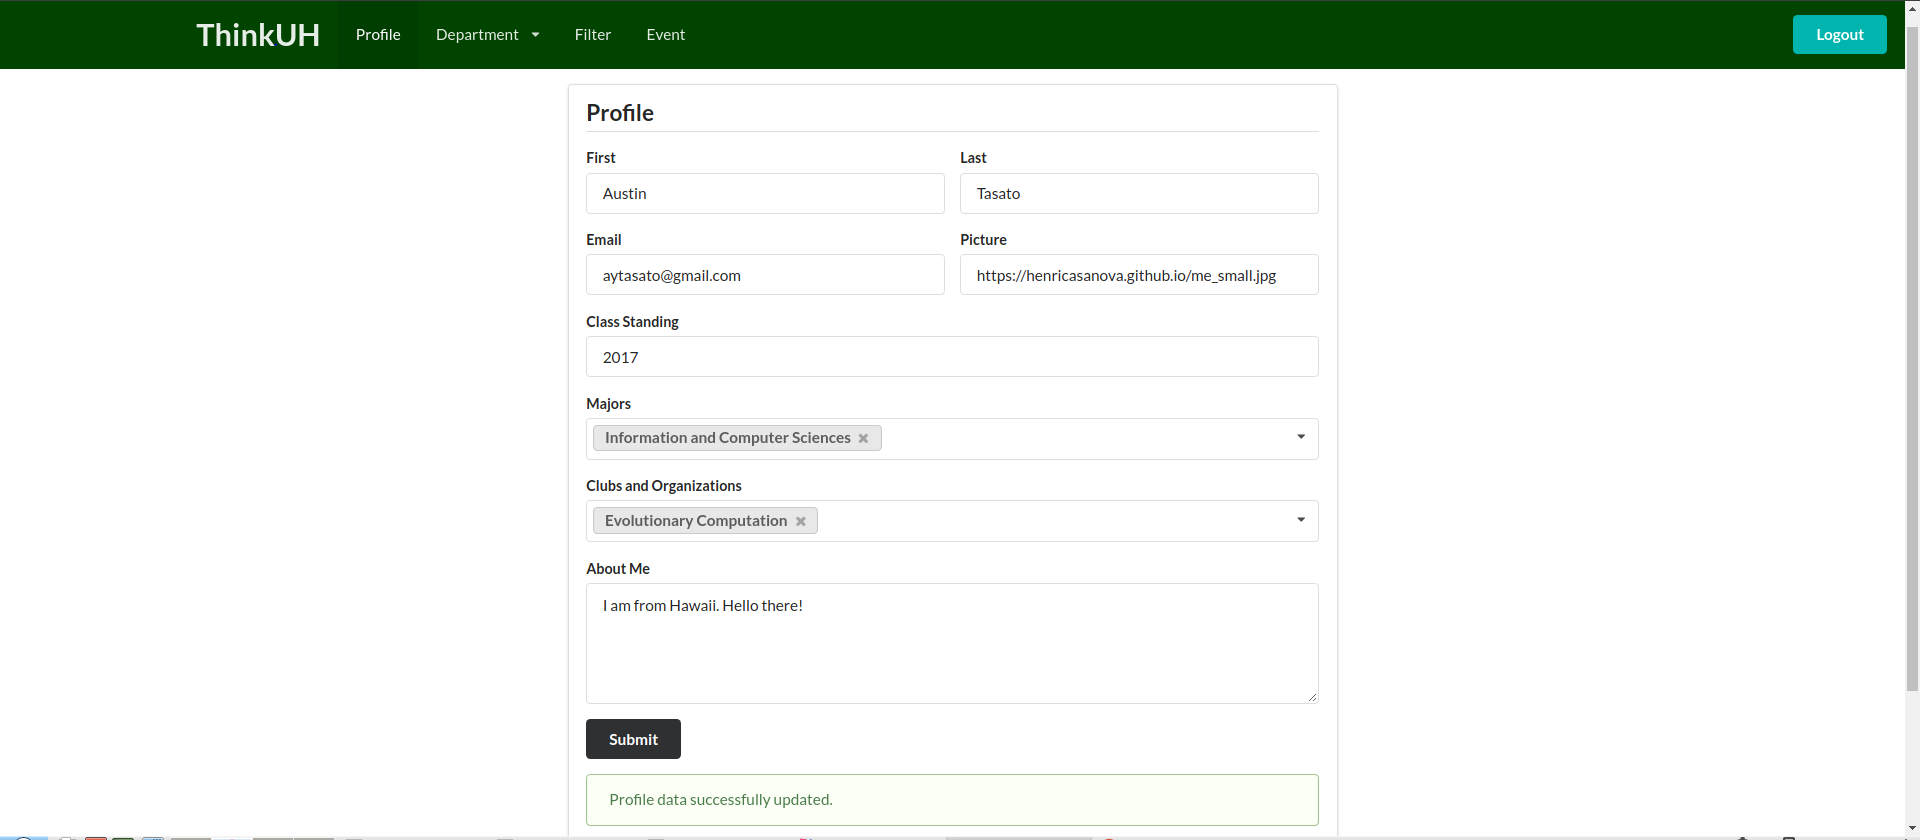 ThinkUH Profile Department Filter Event Logout
Profile
First Last
Austin Tasato
Email Picture
aytasato@gmail.com https://henricasanova.github.io/me_small.jpg
Class Standing
2017
Majors
Information and Computer Sciences
Clubs and Organizations
Evolutionary Computation
About Me
I am from Hawaii. Hello there!
Submit
Profile data successfully updated.